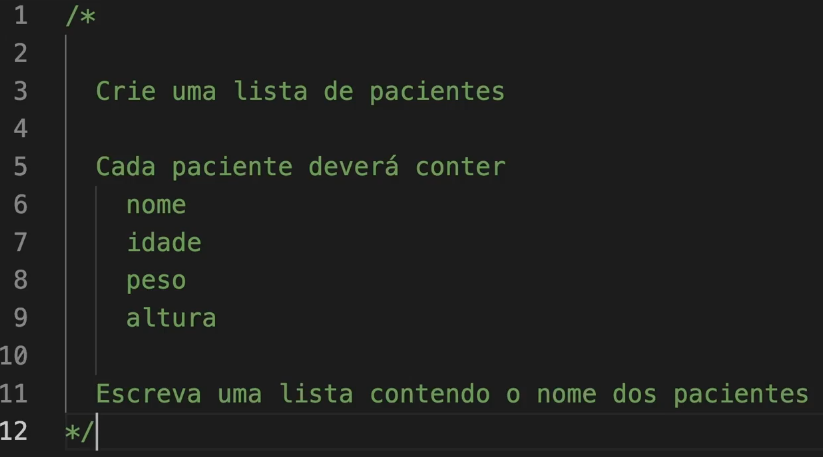 1 /*
2
3 Crie uma lista de pacientes
4
5 Cada paciente deverá conter
6 nome
7 idade
8 peso
9 altura
10
11 Escreva uma lista contendo o nome dos pacientes
12 */